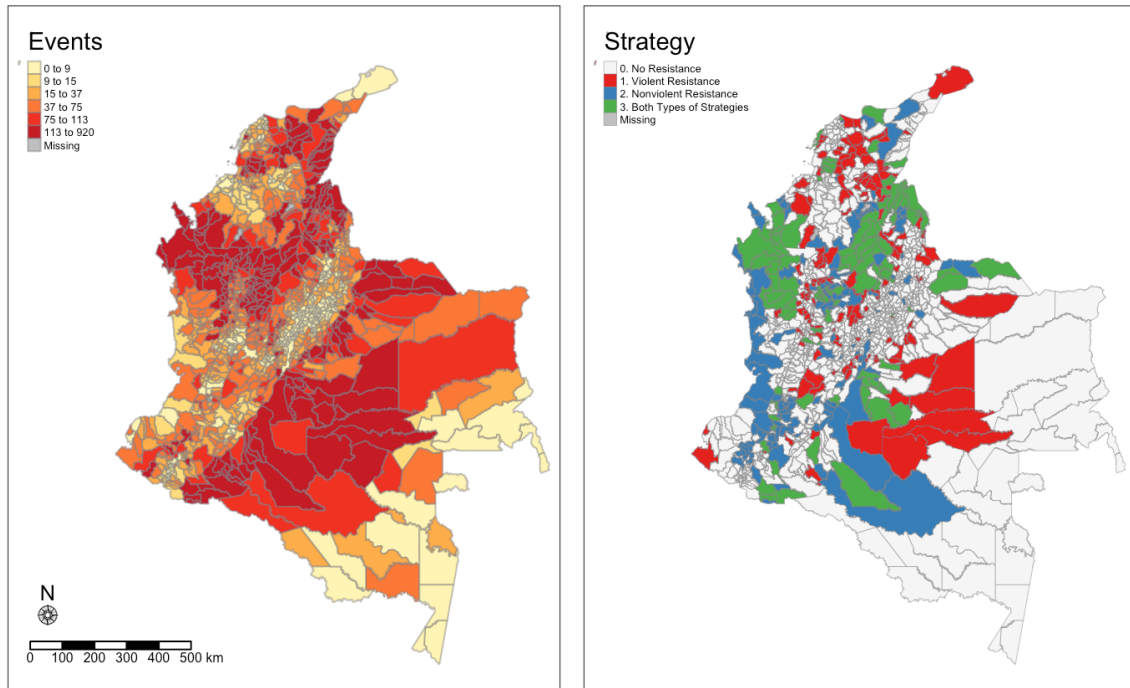 Events
0 to 9
9 to 15
15 to 37
37 to 75
75 to 113
113 to 920
Missing
N
0 100 200 300 400 500 km
Strategy
0. No Resistance
1. Violent Resistance
2. Nonviolent Resistance
3. Both Types of Strategies
Missing